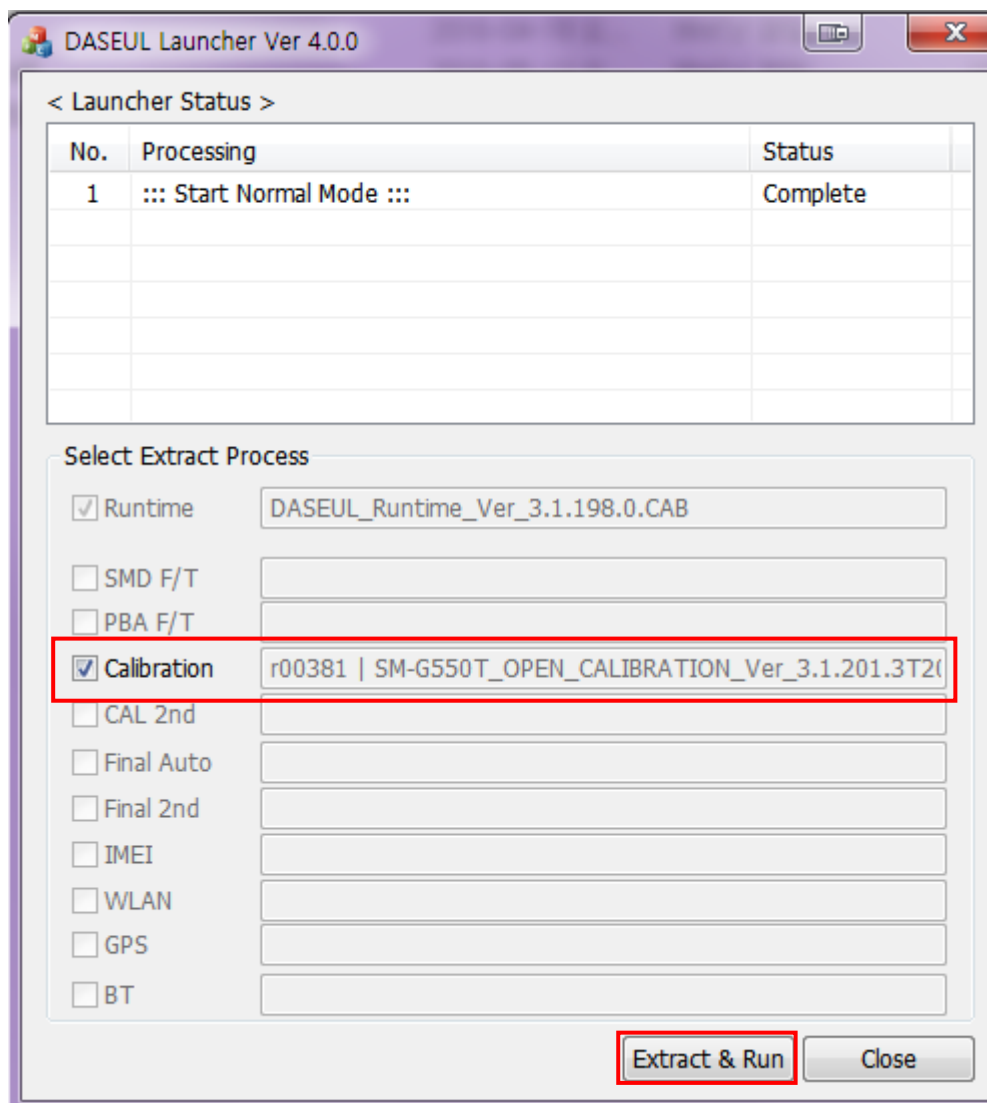 DASEUL Launcher Ver 4.0.0
< Launcher Status >
No. Processing Status
1 ::: Start Normal Mode ::: Complete
Select Extract Process
Runtime DASEUL_Runtime_Ver_3.1.198.0.CAB
SMD F/T
PBA F/T
Calibration r00381 | SM-G550T_OPEN_CALIBRATION_Ver_3.1.201.3T2(
CAL 2nd
Final Auto
Final 2nd
IMEI
WLAN
GPS
BT
Extract & Run Close